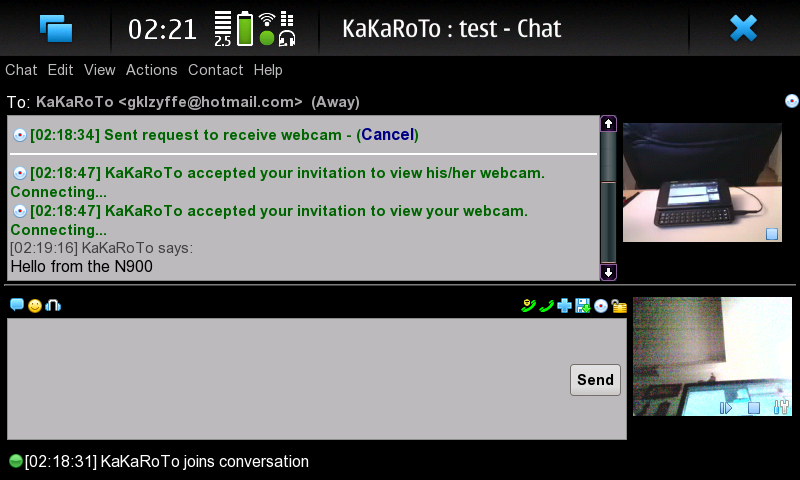 02:21
2.5
KaKaRoTo : test - Chat
Chat Edit View Actions Contact Help
To: KaKaRoTo <gklzyffe@hotmail.com> (Away)
[02:18:34] Sent request to receive webcam - (Cancel)
[02:18:47] KaKaRoTo accepted your invitation to view his/her webcam.
Connecting...
[02:18:47] KaKaRoTo accepted your invitation to view your webcam.
Connecting...
[02:19:16] KaKaRoTo says:
Hello from the N900
Send
[02:18:31] KaKaRoTo joins conversation